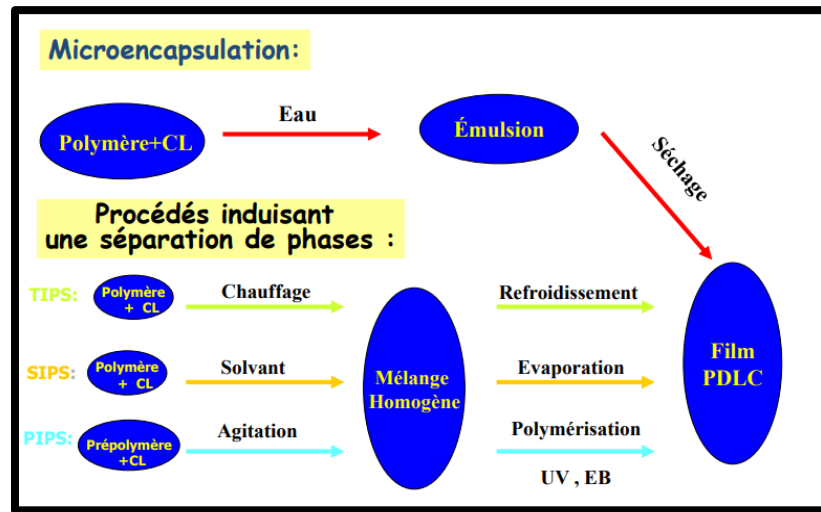 Microencapsulation:
Polymère+CL
Eau
Émulsion
Séchage
Procédés induisant
une séparation de phases :
TIPS:
Polymère
+ CL
Chauffage
Refroidissement
SIPS:
Polymère
+ CL
Solvant
Mélange
Homogène
Evaporation
Film
PDLC
PIPS:
Prépolymère
+CL
Agitation
Polymérisation
UV , EB